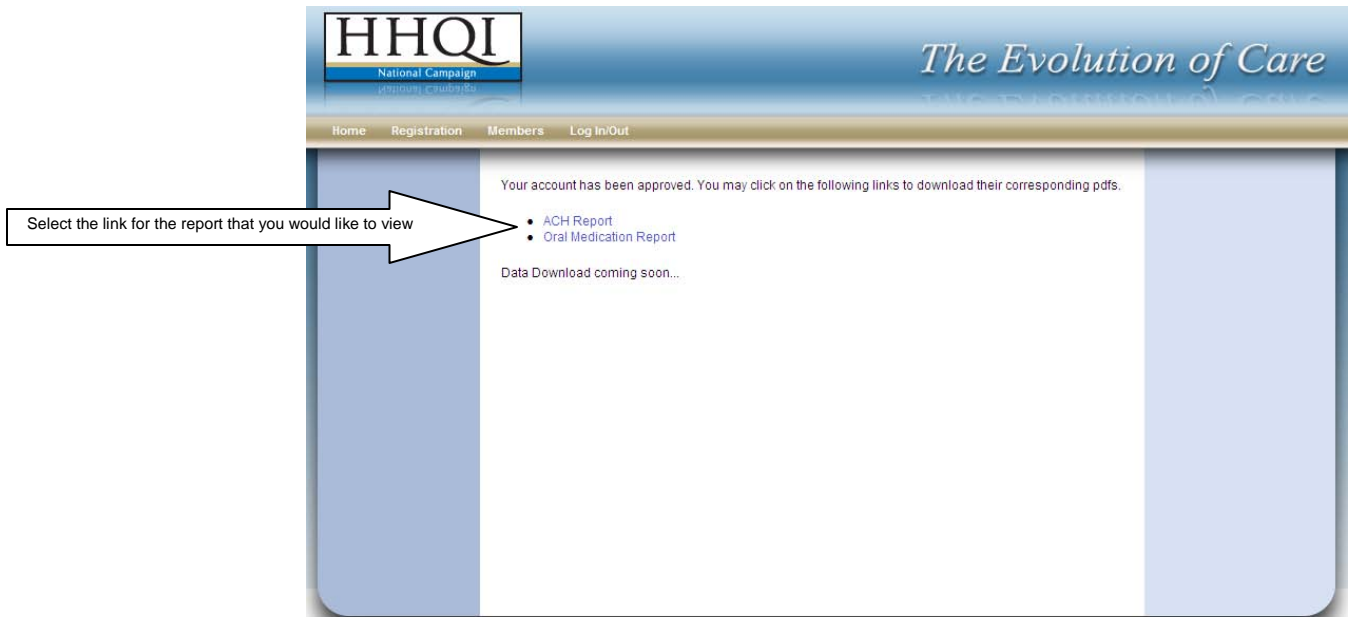 HHQI
National Campaign
The Evolution of Care
Home Registration Members Log In/Out
Your account has been approved. You may click on the following links to download their corresponding pdfs.
Select the link for the report that you would like to view
• ACH Report
• Oral Medication Report
Data Download coming soon...